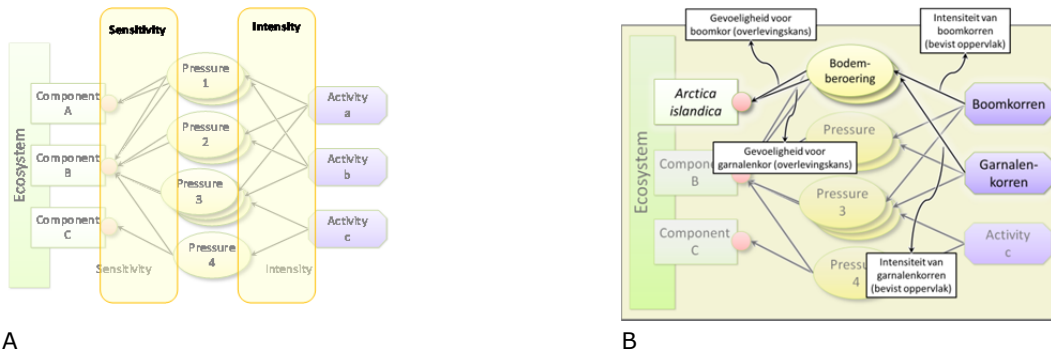 Sensitivity
Intensity
Ecosystem
Component
A
Component
B
Component
C
Pressure
1
Pressure
2
Pressure
3
Pressure
4
Activity
a
Activity
b
Activity
c
Sensitivity
Intensity
A
Gevoeligheid voor
boomkor (overlevingskans)
Intensiteit van
boomkorren
(bevist oppervlak)
Ecosystem
Arctica
islandica
Bodem-
beroering
Boomkorren
Pressure
Gevoeligheid voor
garnalenkor (overlevingskans)
Component
B
Garnalen-
korren
Pressure
3
Component
C
Activity
c
Intensiteit van
garnalenkorren
(bevist oppervlak)
4
B